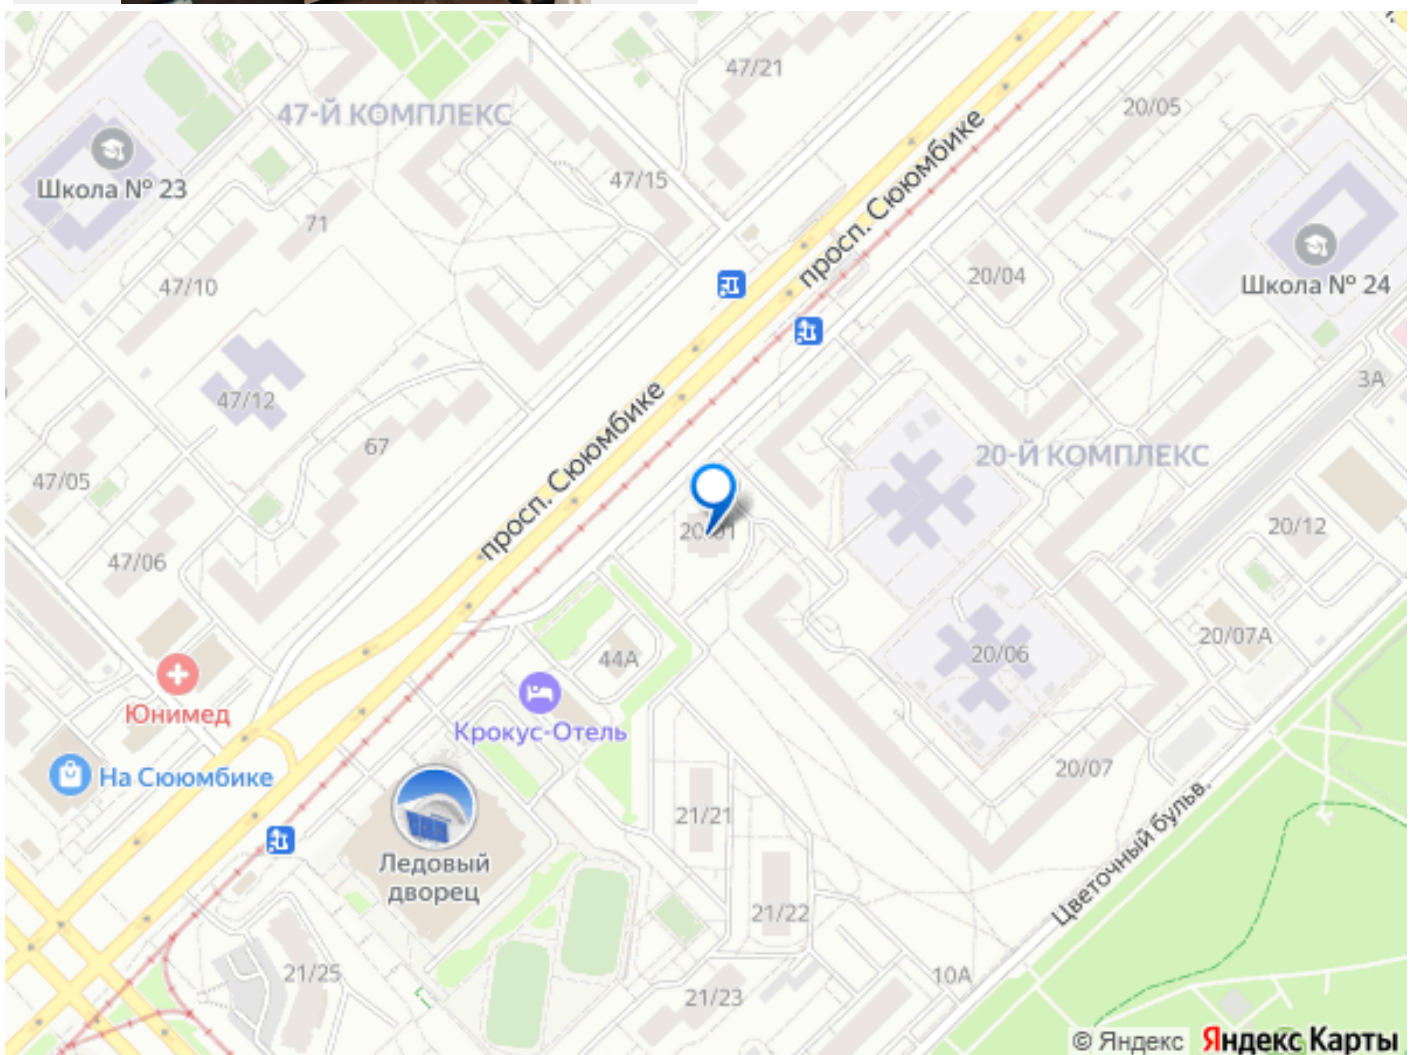 47/21
20/05
47-Й КОМПЛЕКС
просп. Сююмбике
Школа № 23
47/15
71
20/04
Школа № 24
47/10
3А
47/12
просп. Сююмбике
67
20-Й КОМПЛЕКС
47/05
20/01
20/12
47/06
20/07А
20/06
44А
Юнимед
Крокус-Отель
20/07
На Сююмбике
Цветочный бульв.
21/21
Ледовый
дворец
21/22
21/25
10А
21/23
© Яндекс Яндекс Карты